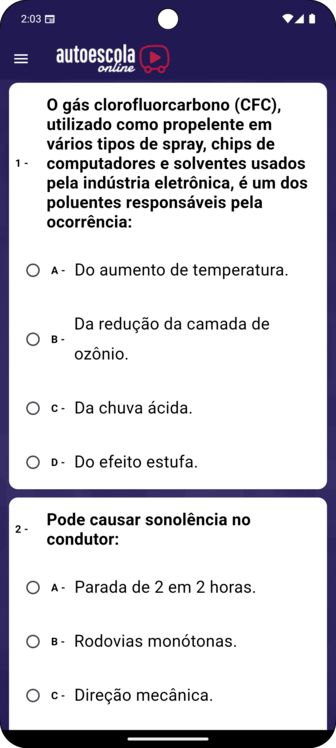 2:03
autoescola
online
O gás clorofluorcarbono (CFC),
utilizado como propelente em
vários tipos de spray, chips de
1 - computadores e solventes usados
pela indústria eletrônica, é um dos
poluentes responsáveis pela
ocorrência:
A - Do aumento de temperatura.
Da redução da camada de
B -
ozônio.
C - Da chuva ácida.
D - Do efeito estufa.
Pode causar sonolência no
2 -
condutor:
A - Parada de 2 em 2 horas.
B - Rodovias monótonas.
C - Direção mecânica.